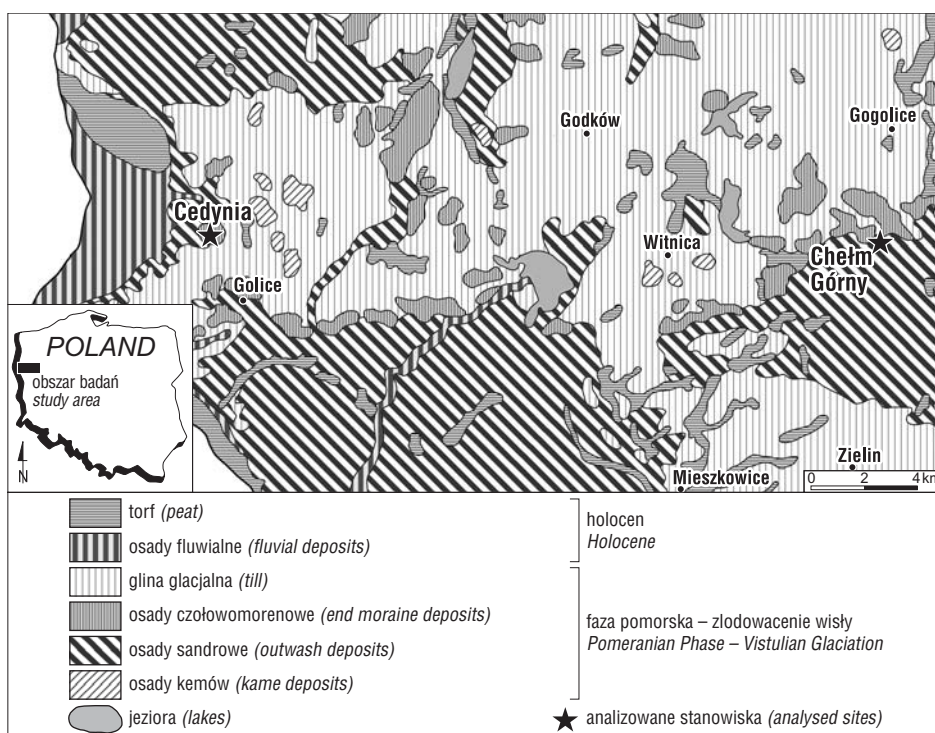 Godków
Gogolice
Cedynia
Witnica
Chełm
Górny
Golice
POLAND
obszar badań
study area
N
Zielin
Mieszkowice
0 2 4 km
torf (peat)
osady fluwialne (fluvial deposits)
holocen
Holocene
glina glacjalna (till)
osady czołowomorenowe (end moraine deposits)
osady sandrowe (outwash deposits)
osady kemów (kame deposits)
faza pomorska – zlodowacenie wisły
Pomeranian Phase – Vistulian Glaciation
jeziora (lakes)
analizowane stanowiska (analysed sites)